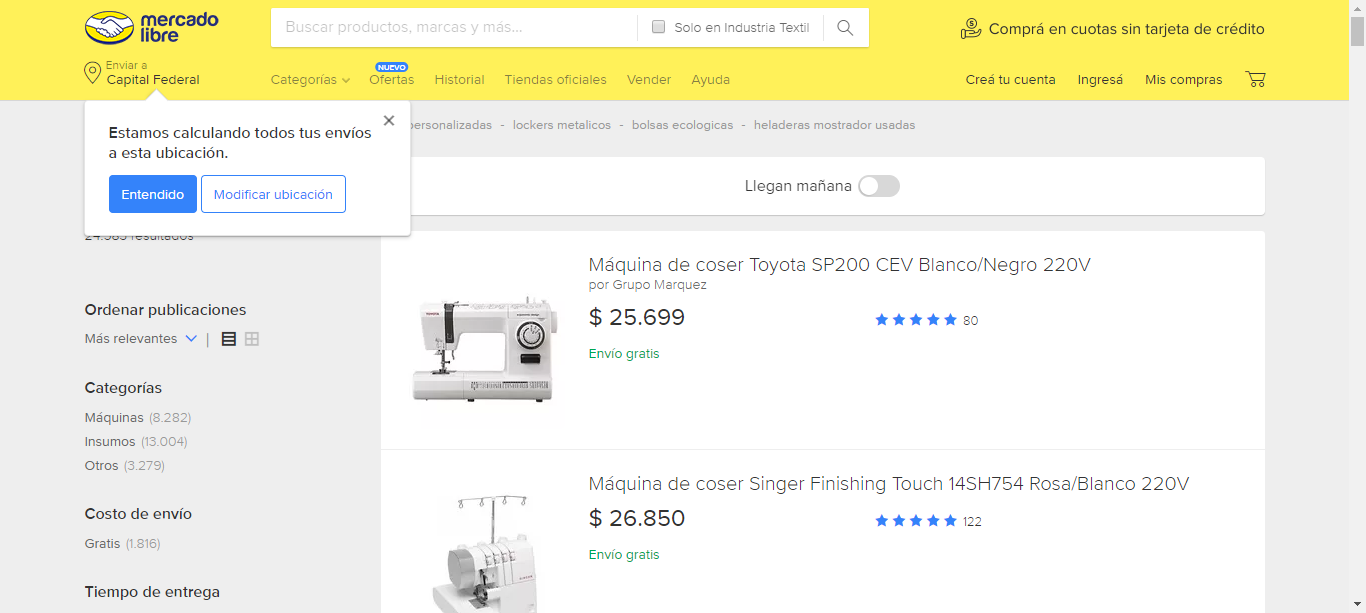 mercado
libre
Buscar productos, marcas y más...
Solo en Industria Textil
Comprá en cuotas sin tarjeta de crédito
Enviar a
Capital Federal
Categorías
NUEVO
Ofertas
Historial
Tiendas oficiales
Vender
Ayuda
Creá tu cuenta
Ingresá
Mis compras
Estamos calculando todos tus envíos
a esta ubicación.
Entendido
Modificar ubicación
personalizadas - lockers metalicos - bolsas ecologicas - heladeras mostrador usadas
Llegan mañana
24.985 resultados
Ordenar publicaciones
Más relevantes
Categorías
Máquinas (8.282)
Insumos (13.004)
Otros (3.279)
Costo de envío
Gratis (1.816)
Tiempo de entrega
Máquina de coser Toyota SP200 CEV Blanco/Negro 220V
por Grupo Marquez
$ 25.699
80
Envío gratis
Máquina de coser Singer Finishing Touch 14SH754 Rosa/Blanco 220V
$ 26.850
122
Envío gratis